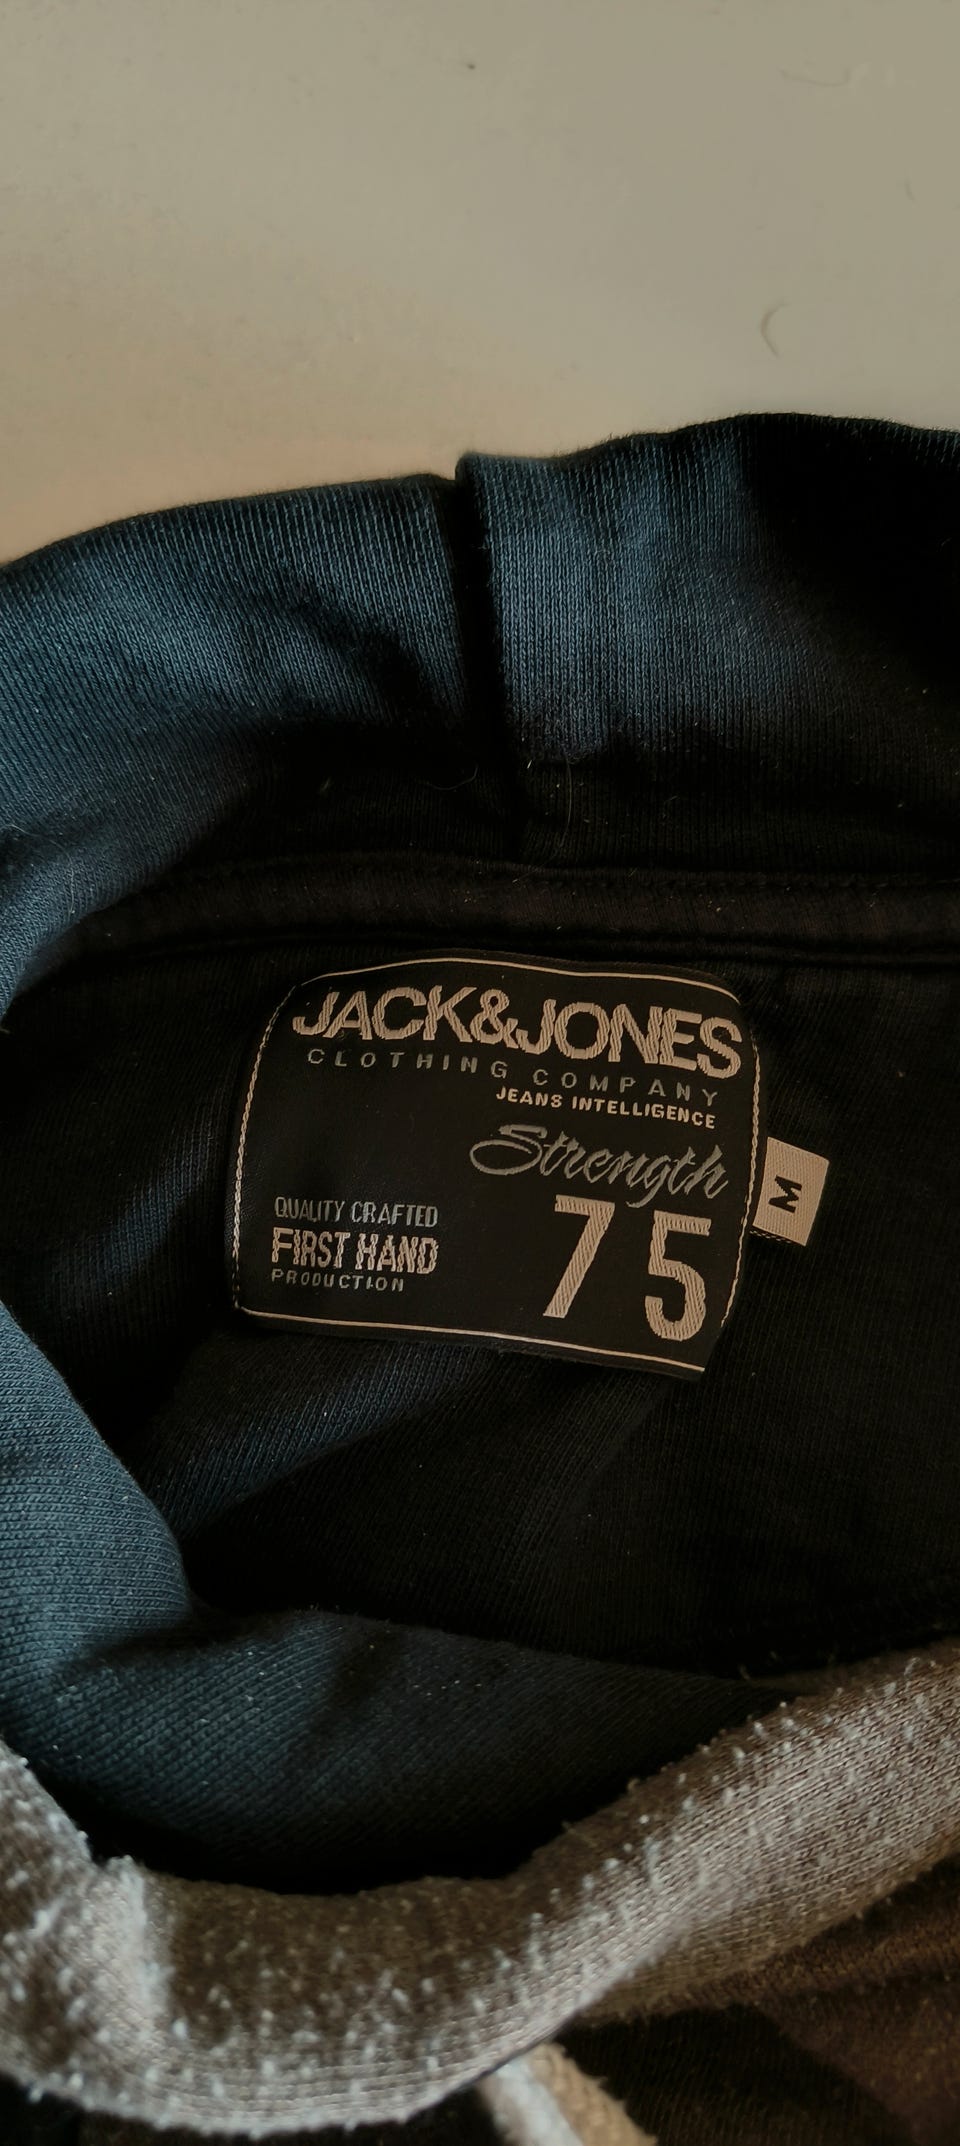 JACK&JONES
CLOTHING COMPANY
JEANS INTELLIGENCE
Strength
75
QUALITY CRAFTED
FIRST HAND
PRODUCTION
M